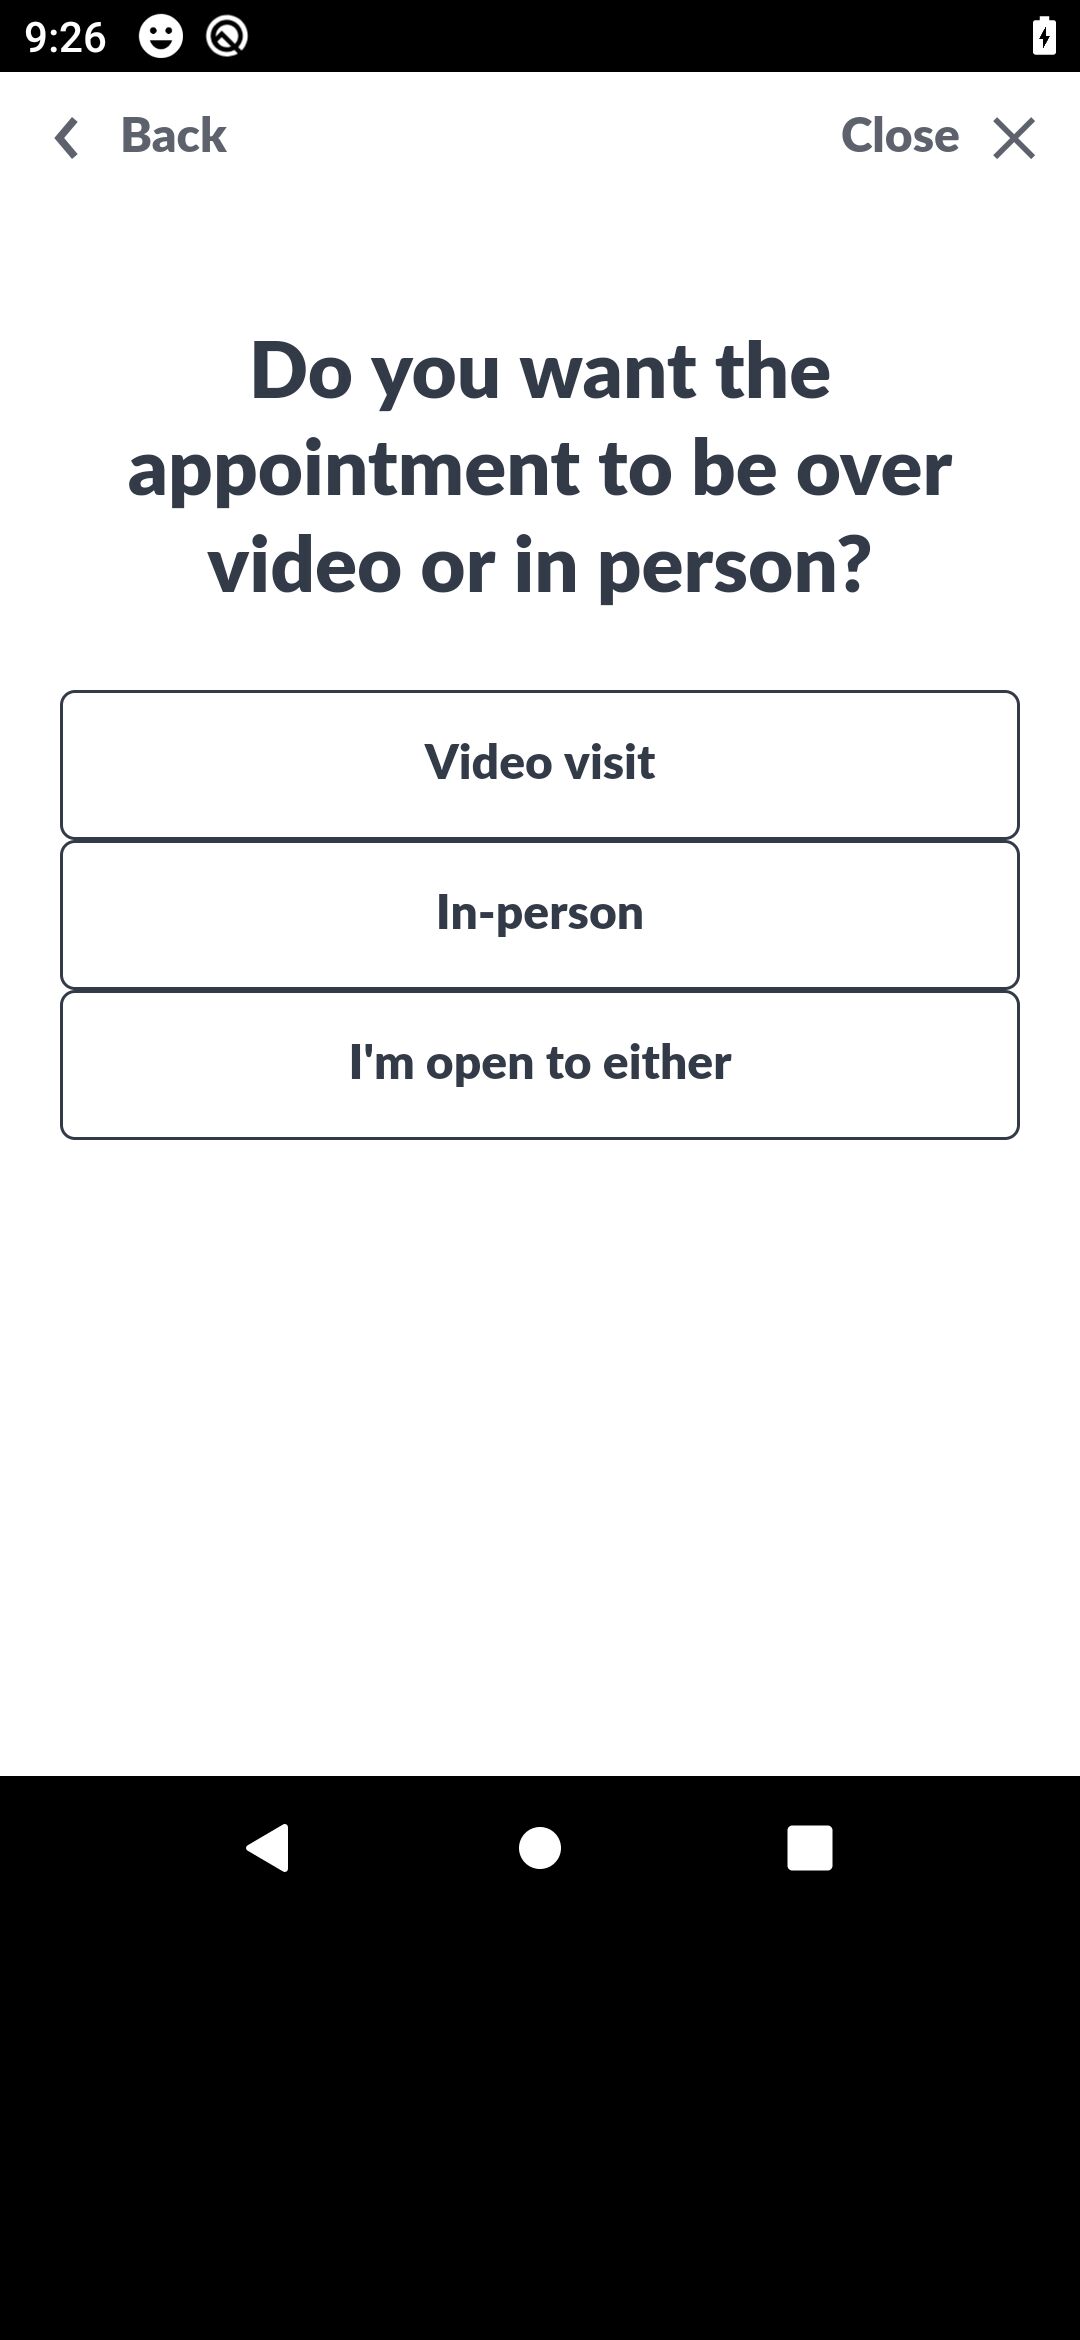 9:26
Back
Close
Do you want the
appointment to be over
video or in person?
Video visit
In-person
I'm open to either